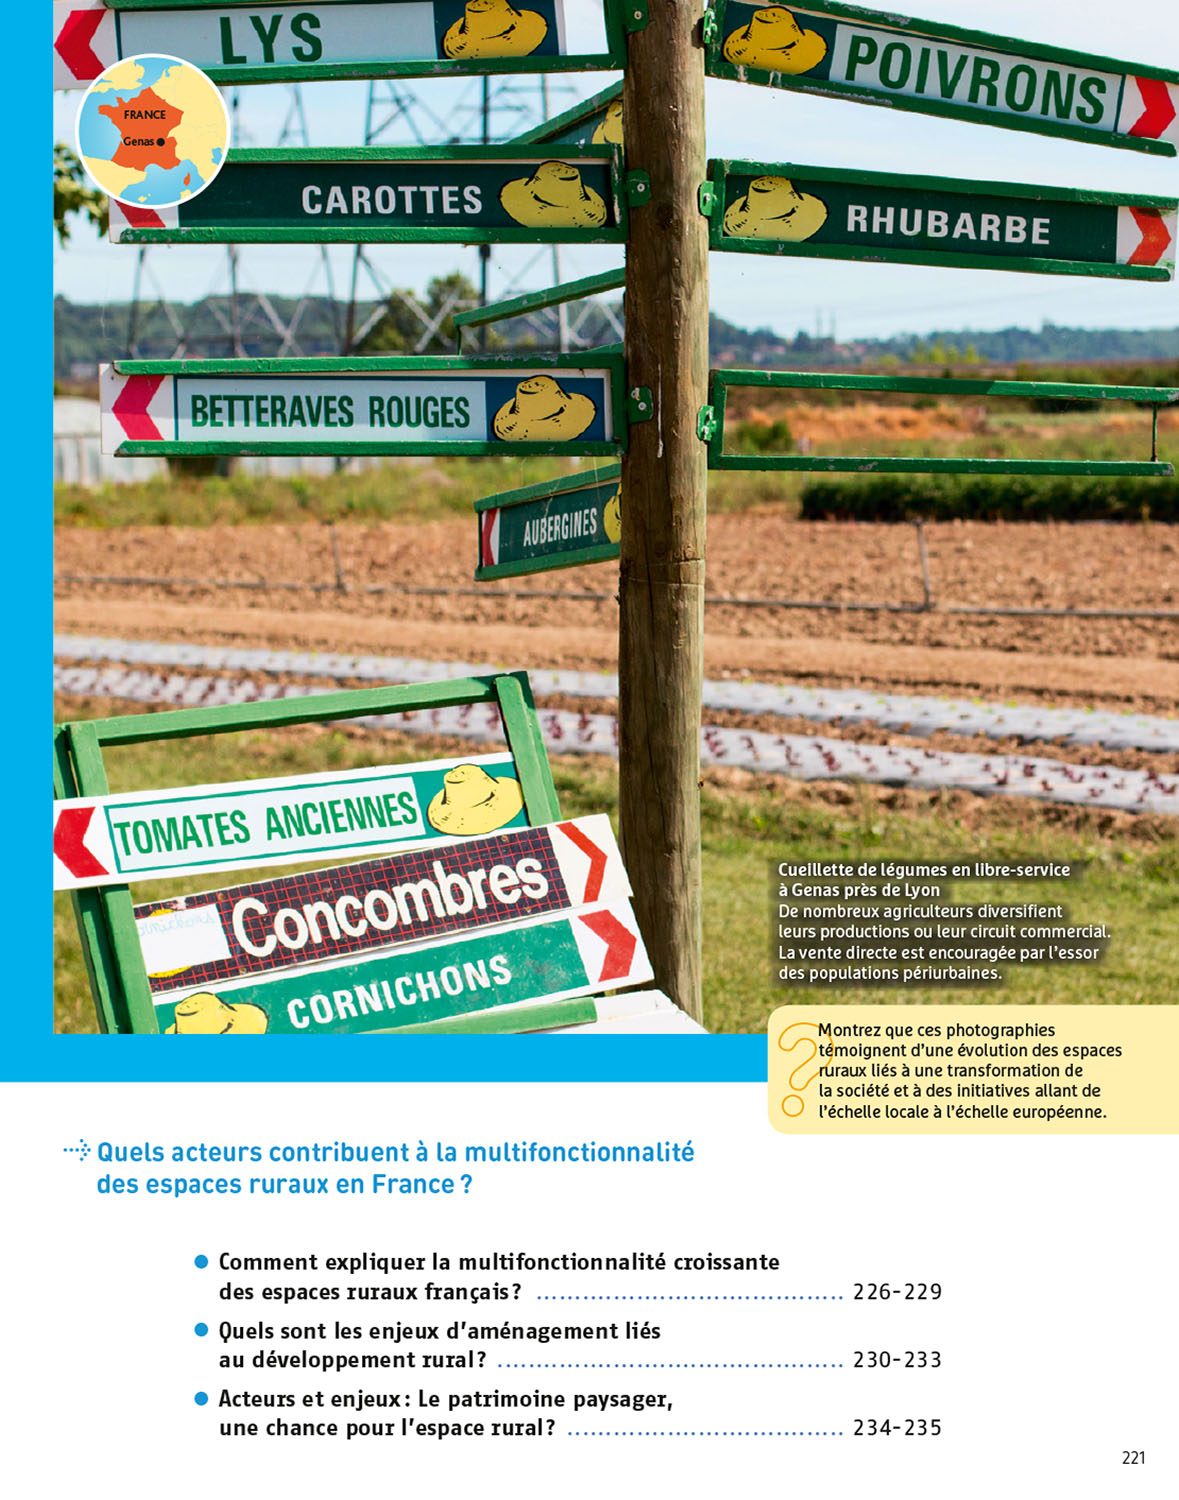 LYS
POIVRONS
FRANCE
Genas
CAROTTES
RHUBARBE
BETTERAVES ROUGES
AUBERGINES
TOMATES ANCIENNES
Concombres
CORNICHONS
Cueillette de légumes en libre-service
à Genas près de Lyon
De nombreux agriculteurs diversifient
leurs productions ou leur circuit commercial.
La vente directe est encouragée par l’essor
des populations périurbaines.
Montrez que ces photographies
témoignent d’une évolution des espaces
ruraux liés à une transformation de
la société et à des initiatives allant de
l’échelle locale à l’échelle européenne.
Quels acteurs contribuent à la multifonctionnalité
des espaces ruraux en France ?
● Comment expliquer la multifonctionnalité croissante
des espaces ruraux français ? ........................................ 226-229
● Quels sont les enjeux d’aménagement liés
au développement rural ? ............................................. 230-233
● Acteurs et enjeux : Le patrimoine paysager,
une chance pour l’espace rural ? .................................... 234-235
221